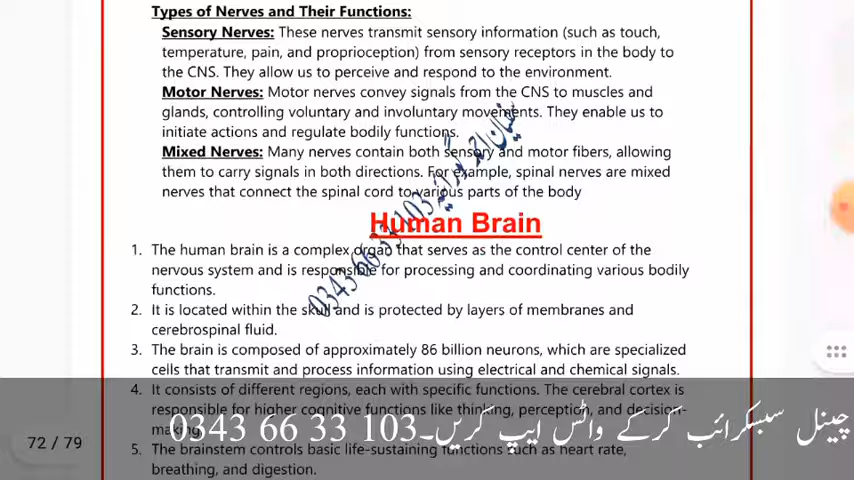 Types of Nerves and Their Functions:
Sensory Nerves: These nerves transmit sensory information (such as touch,
temperature, pain, and proprioception) from sensory receptors in the body to
the CNS. They allow us to perceive and respond to the environment.
Motor Nerves: Motor nerves convey signals from the CNS to muscles and
glands, controlling voluntary and involuntary movements. They enable us to
initiate actions and regulate bodily functions.
Mixed Nerves: Many nerves contain both sensory and motor fibers, allowing
them to carry signals in both directions. For example, spinal nerves are mixed
nerves that connect the spinal cord to various parts of the body
Human Brain
1. The human brain is a complex organ that serves as the control center of the
nervous system and is responsible for processing and coordinating various bodily
functions.
2. It is located within the skull and is protected by layers of membranes and
cerebrospinal fluid.
3. The brain is composed of approximately 86 billion neurons, which are specialized
cells that transmit and process information using electrical and chemical signals.
4. It consists of different regions, each with specific functions. The cerebral cortex is
responsible for higher cognitive functions like thinking, perception, and decision-
making.
5. The brainstem controls basic life-sustaining functions such as heart rate,
breathing, and digestion.
0343 66 33 103
چینل سبسکرائب کرکے واٹس ایپ کریں۔103 33 66 0343
72 / 79